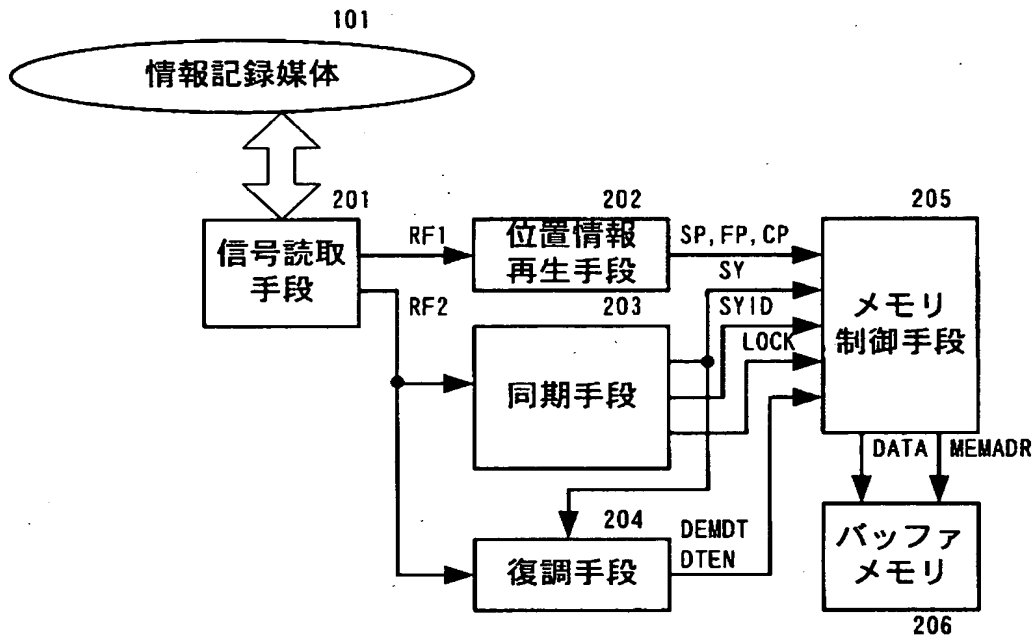 101
情報記録媒体
201
信号読取
手段
RF1
RF2
202
位置情報
再生手段
SP, FP, CP
SY
SYID
LOCK
203
同期手段
204
復調手段
DEMDT
DTEN
205
メモリ
制御手段
DATA
MEMADR
バッファ
メモリ
206